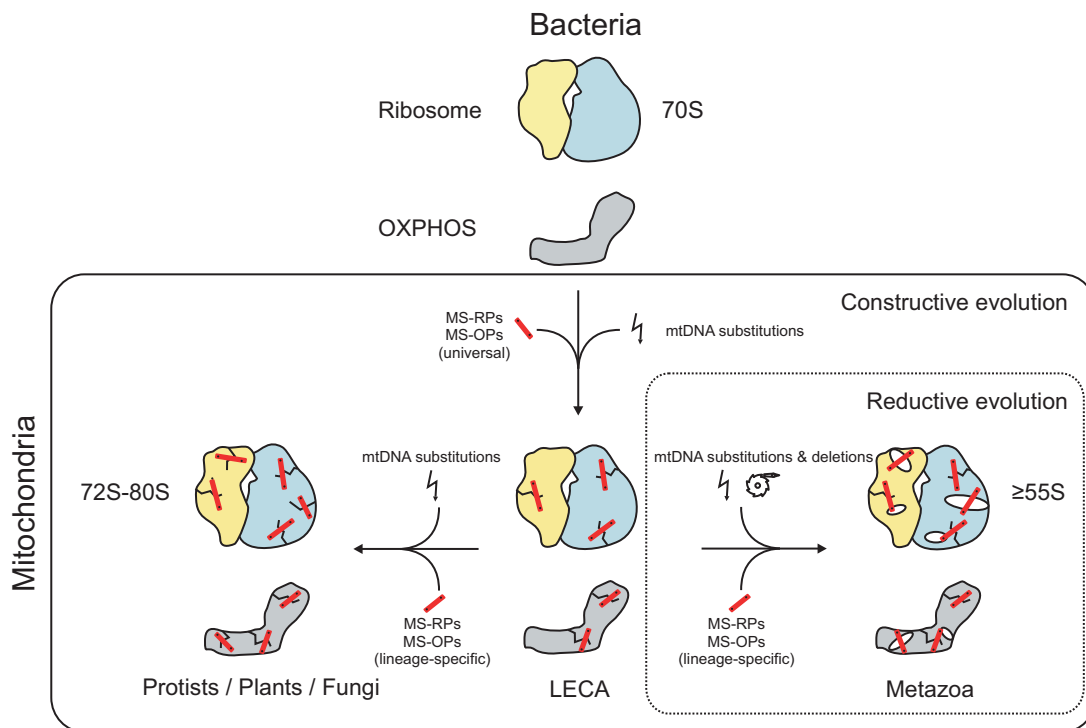 Bacteria
Ribosome
70S
OXPHOS
Constructive evolution
MS-RPs
MS-OPs
(universal)
mtDNA substitutions
Reductive evolution
Mitochondria
72S-80S
mtDNA substitutions
mtDNA substitutions & deletions
≥55S
MS-RPs
MS-OPs
(lineage-specific)
MS-RPs
MS-OPs
(lineage-specific)
Protists / Plants / Fungi
LECA
Metazoa